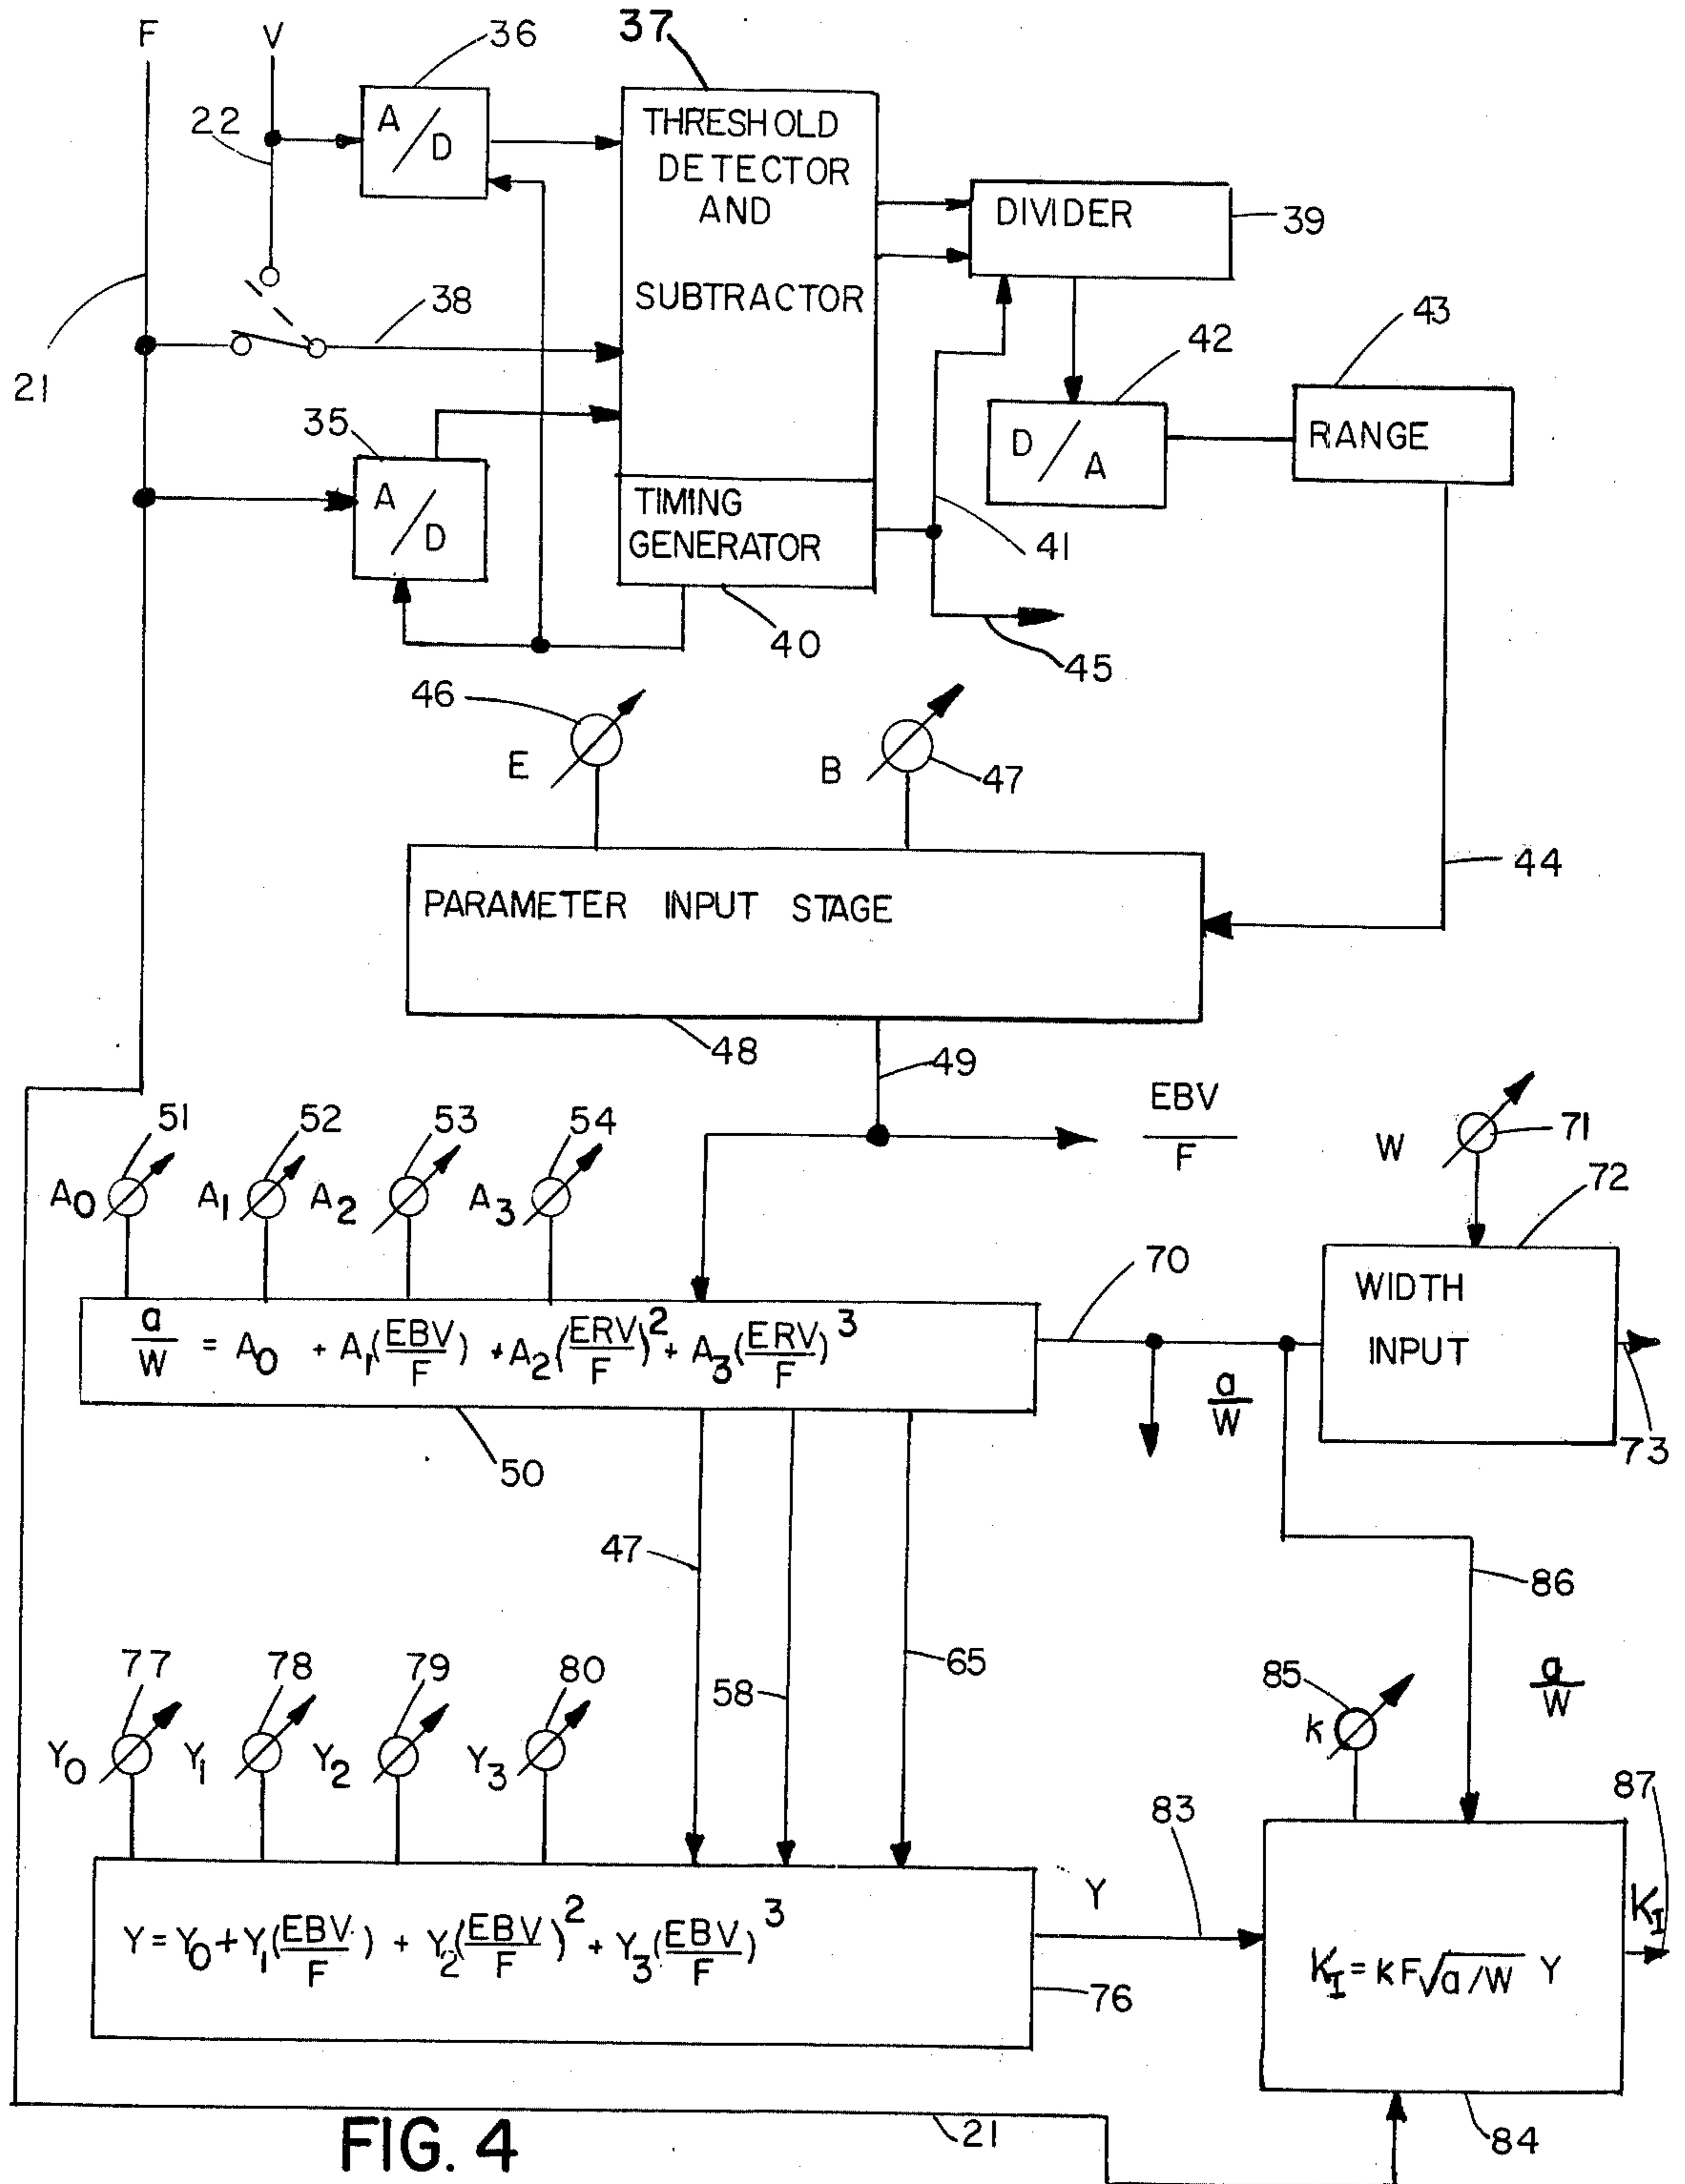 F
V
36
37
22
A/D
THRESHOLD
DETECTOR
AND
SUBTRACTOR
DIVIDER
39
38
21
43
42
35
A/D
D/A
RANGE
TIMING
GENERATOR
41
40
45
46
E
B
47
44
PARAMETER INPUT STAGE
48
49
EBV/F
51
52
53
54
W
71
72
A0
A1
A2
A3
70
WIDTH
INPUT
a/W = A0 + A1(EBV/F) + A2(ERV/F)^2 + A3(ERV/F)^3
a/W
73
50
47
86
58
65
77
78
79
80
85
a/W
k
Y0
Y1
Y2
Y3
87
83
Y
KI
Y = Y0 + Y1(EBV/F) + Y2(EBV/F)^2 + Y3(EBV/F)^3
76
KI = kF√a/W Y
84
21
FIG. 4